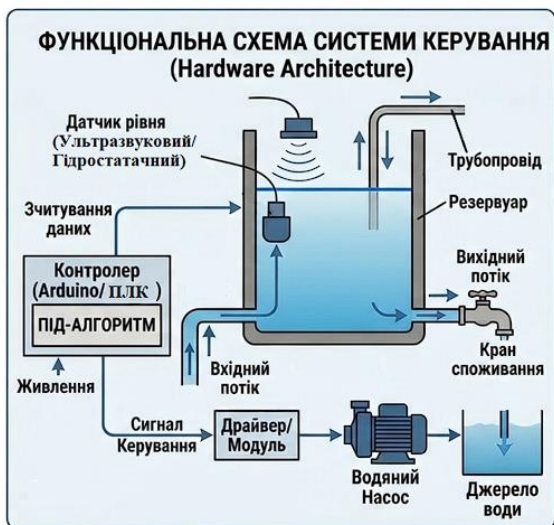 ФУНКЦІОНАЛЬНА СХЕМА СИСТЕМИ КЕРУВАННЯ
(Hardware Architecture)
Датчик рівня
(Ультразвуковий/
Гідростатачний)
Трубопровід
Зчитування
даних
Резервуар
Контролер
(Arduino/ ПЛК )
ПІД-АЛГОРИТМ
Вихідний
потік
Кран
споживання
Живлення
Вхідний
потік
Сигнал
Керування
Драйвер/
Модуль
Водяний
Насос
Джерело
води